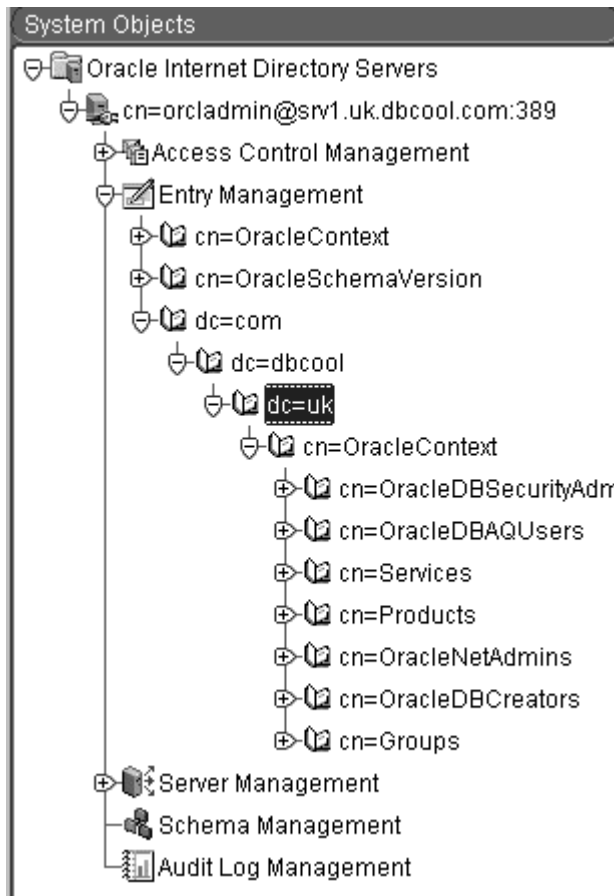 System Objects
Oracle Internet Directory Servers
cn=orcladmin@srv1.uk.dbcool.com:389
Access Control Management
Entry Management
cn=OracleContext
cn=OracleSchemaVersion
dc=com
dc=dbcool
dc=uk
cn=OracleContext
cn=OracleDBSecurityAdm
cn=OracleDBAQUsers
cn=Services
cn=Products
cn=OracleNetAdmins
cn=OracleDBCreators
cn=Groups
Server Management
Schema Management
Audit Log Management